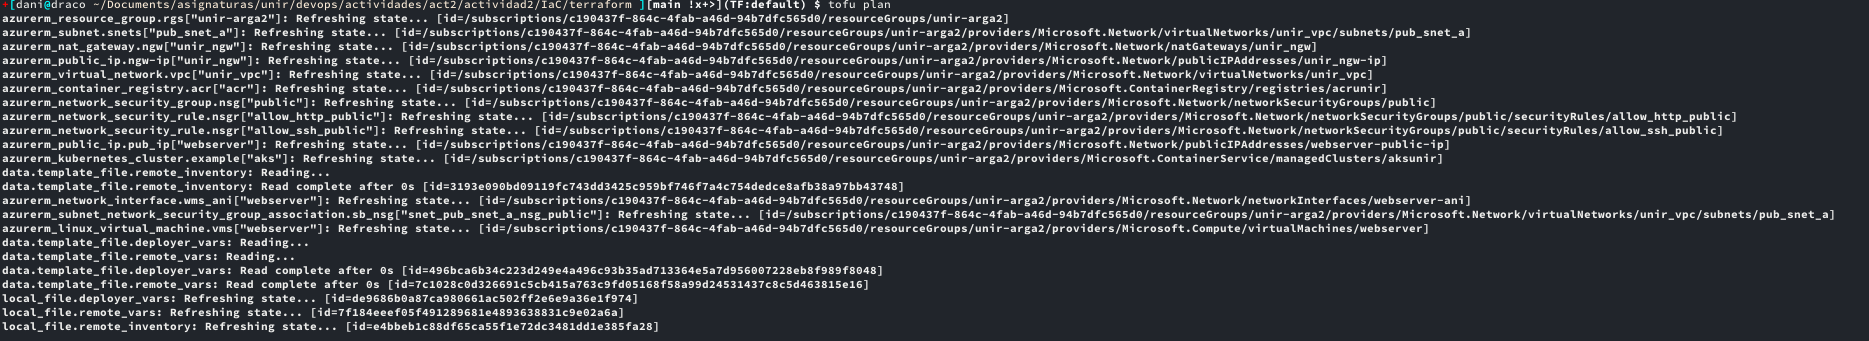 [dani@draco ~/Documents/asignaturas/unir/devops/actividades/act2/actividad2/IaC/terraform ][main !x+>](TF:default) $ tofu plan
azurerm_resource_group.rgs["unir-arga2"]: Refreshing state... [id=/subscriptions/c190437f-864c-4fab-a46d-94b7dfc565d0/resourceGroups/unir-arga2]
azurerm_subnet.snets["pub_snet_a"]: Refreshing state... [id=/subscriptions/c190437f-864c-4fab-a46d-94b7dfc565d0/resourceGroups/unir-arga2/providers/Microsoft.Network/virtualNetworks/unir_vpc/subnets/pub_snet_a]
azurerm_nat_gateway.ngw["unir_ngw"]: Refreshing state... [id=/subscriptions/c190437f-864c-4fab-a46d-94b7dfc565d0/resourceGroups/unir-arga2/providers/Microsoft.Network/natGateways/unir_ngw]
azurerm_public_ip.ngw-ip["unir_ngw"]: Refreshing state... [id=/subscriptions/c190437f-864c-4fab-a46d-94b7dfc565d0/resourceGroups/unir-arga2/providers/Microsoft.Network/publicIPAddresses/unir_ngw-ip]
azurerm_virtual_network.vpc["unir_vpc"]: Refreshing state... [id=/subscriptions/c190437f-864c-4fab-a46d-94b7dfc565d0/resourceGroups/unir-arga2/providers/Microsoft.Network/virtualNetworks/unir_vpc]
azurerm_container_registry.acr["acr"]: Refreshing state... [id=/subscriptions/c190437f-864c-4fab-a46d-94b7dfc565d0/resourceGroups/unir-arga2/providers/Microsoft.ContainerRegistry/registries/acrunir]
azurerm_network_security_group.nsg["public"]: Refreshing state... [id=/subscriptions/c190437f-864c-4fab-a46d-94b7dfc565d0/resourceGroups/unir-arga2/providers/Microsoft.Network/networkSecurityGroups/public]
azurerm_network_security_rule.nsgr["allow_http_public"]: Refreshing state... [id=/subscriptions/c190437f-864c-4fab-a46d-94b7dfc565d0/resourceGroups/unir-arga2/providers/Microsoft.Network/networkSecurityGroups/public/securityRules/allow_http_public]
azurerm_network_security_rule.nsgr["allow_ssh_public"]: Refreshing state... [id=/subscriptions/c190437f-864c-4fab-a46d-94b7dfc565d0/resourceGroups/unir-arga2/providers/Microsoft.Network/networkSecurityGroups/public/securityRules/allow_ssh_public]
azurerm_public_ip.pub_ip["webserver"]: Refreshing state... [id=/subscriptions/c190437f-864c-4fab-a46d-94b7dfc565d0/resourceGroups/unir-arga2/providers/Microsoft.Network/publicIPAddresses/webserver-public-ip]
azurerm_kubernetes_cluster.example["aks"]: Refreshing state... [id=/subscriptions/c190437f-864c-4fab-a46d-94b7dfc565d0/resourceGroups/unir-arga2/providers/Microsoft.ContainerService/managedClusters/aksunir]
data.template_file.remote_inventory: Reading...
data.template_file.remote_inventory: Read complete after 0s [id=3193e090bd09119fc743dd3425c959bf746f7a4c754dedce8afb38a97bb43748]
azurerm_network_interface.wms_ani["webserver"]: Refreshing state... [id=/subscriptions/c190437f-864c-4fab-a46d-94b7dfc565d0/resourceGroups/unir-arga2/providers/Microsoft.Network/networkInterfaces/webserver-ani]
azurerm_subnet_network_security_group_association.sb_nsg["snet_pub_snet_a_nsg_public"]: Refreshing state... [id=/subscriptions/c190437f-864c-4fab-a46d-94b7dfc565d0/resourceGroups/unir-arga2/providers/Microsoft.Network/virtualNetworks/unir_vpc/subnets/pub_snet_a]
azurerm_linux_virtual_machine.vms["webserver"]: Refreshing state... [id=/subscriptions/c190437f-864c-4fab-a46d-94b7dfc565d0/resourceGroups/unir-arga2/providers/Microsoft.Compute/virtualMachines/webserver]
data.template_file.deployer_vars: Reading...
data.template_file.remote_vars: Reading...
data.template_file.deployer_vars: Read complete after 0s [id=496bca6b34c223d249e4a496c93b35ad713364e5a7d956007228eb8f989f8048]
data.template_file.remote_vars: Read complete after 0s [id=7c1028c0d326691c5cb415a763c9fd05168f58a99d24531437c8c5d463815e16]
local_file.deployer_vars: Refreshing state... [id=de9686b0a87ca980661ac502ff2e6e9a36e1f974]
local_file.remote_vars: Refreshing state... [id=7f184eeef05f491289681e4893638831c9e02a6a]
local_file.remote_inventory: Refreshing state... [id=e4bbeb1c88df65ca55f1e72dc3481dd1e385fa28]